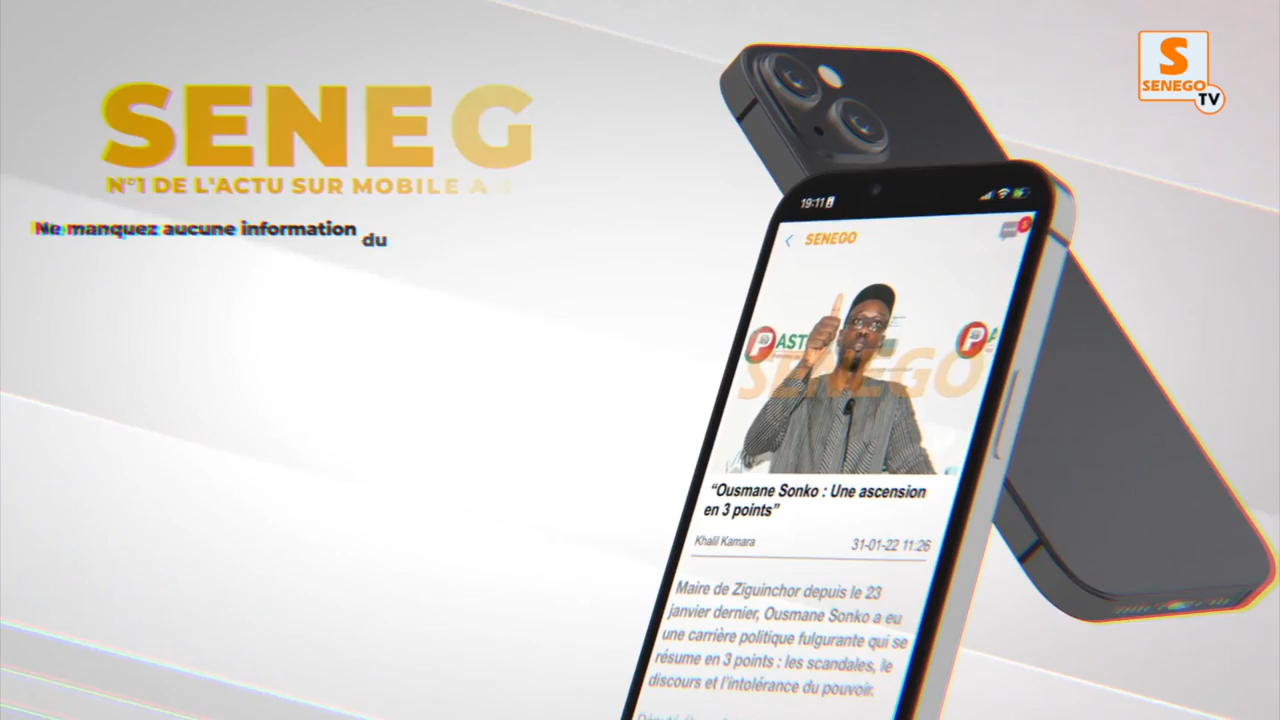 SENEG
N°1 DE L'ACTU SUR MOBILE A
Ne manquez aucune information du
S
SENEGO
TV
19:11
SENEGO
3
PAST
P
SENEGO
“Ousmane Sonko : Une ascension
en 3 points”
Khalil Kamara
31-01-22 11:26
Maire de Ziguinchor depuis le 23
janvier dernier, Ousmane Sonko a eu
une carrière politique fulgurante qui se
résume en 3 points : les scandales, le
discours et l'intolérance du pouvoir.